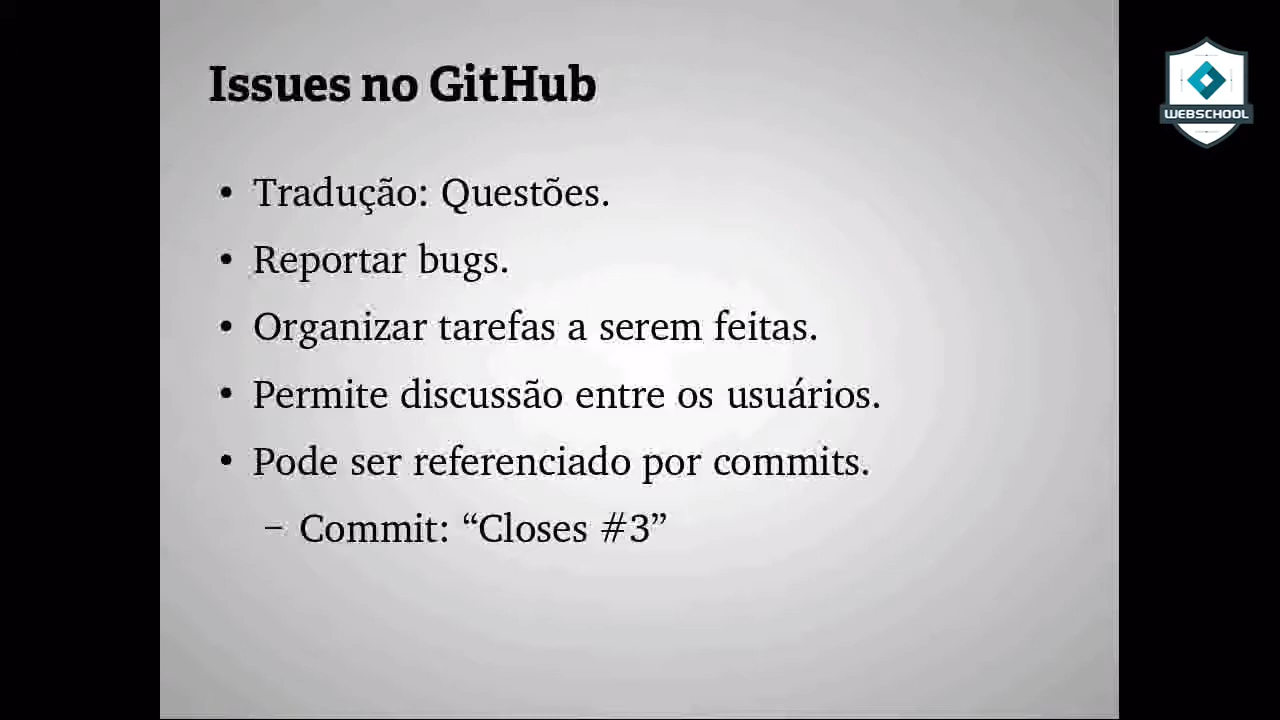 Issues no GitHub
WEBSCHOOL
• Tradução: Questões.
• Reportar bugs.
• Organizar tarefas a serem feitas.
• Permite discussão entre os usuários.
• Pode ser referenciado por commits.
– Commit: “Closes #3”